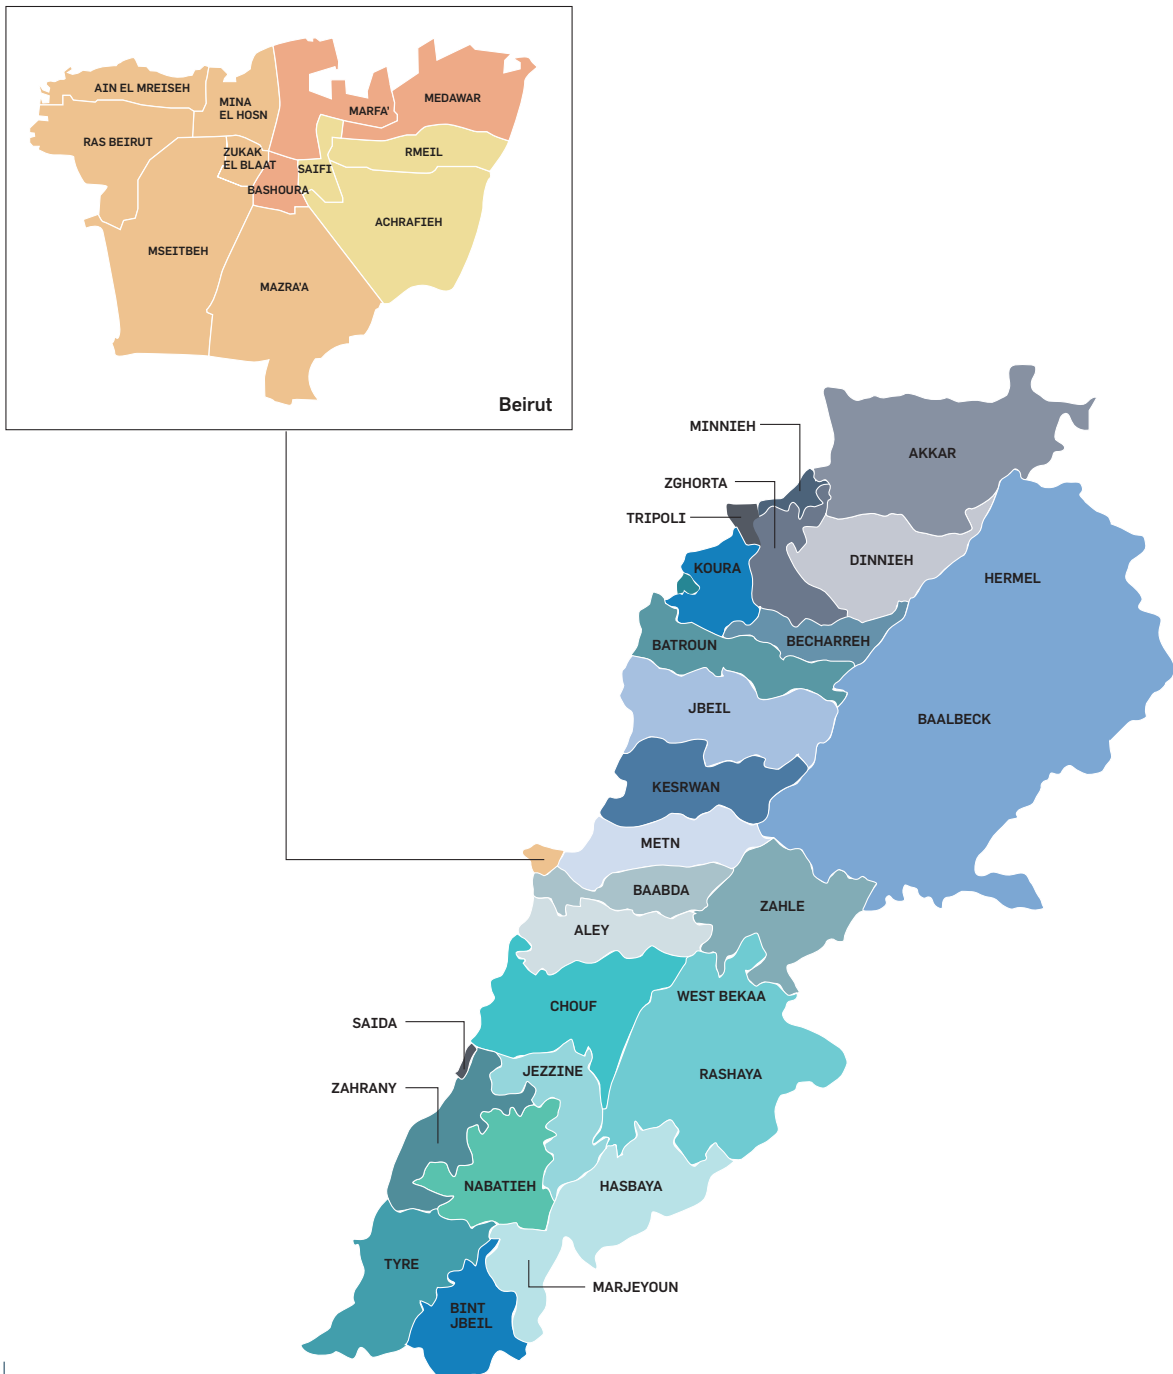 AIN EL MREISEH
MINA
EL HOSN
MARFA'
MEDAWAR
RAS BEIRUT
ZUKAK
EL BLAAT
SAIFI
RMEIL
BASHOURA
ACHRAFIEH
MSEITBEH
MAZRA'A
Beirut
MINNIEH
AKKAR
ZGHORTA
TRIPOLI
DINNIEH
KOURA
HERMEL
BATROUN
BECHARREH
JBEIL
BAALBECK
KESRWAN
METN
BAABDA
ZAHLE
ALEY
WEST BEKAA
CHOUF
SAIDA
JEZZINE
RASHAYA
ZAHRANY
NABATIEH
HASBAYA
TYRE
MARJEYOUN
BINT
JBEIL